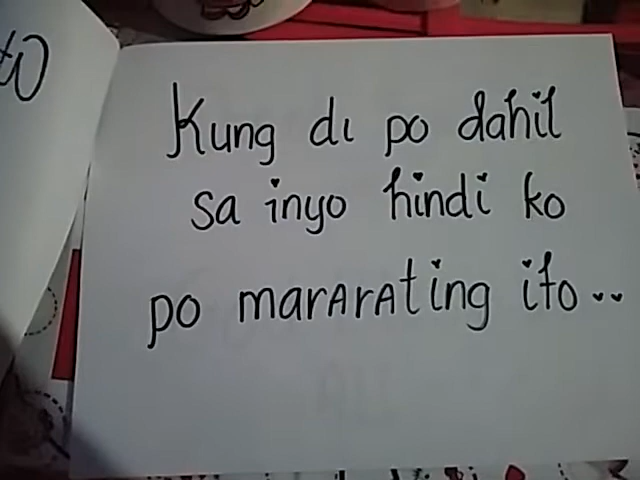 Kung di po dahil
sa inyo hindi ko
po mararating ito..